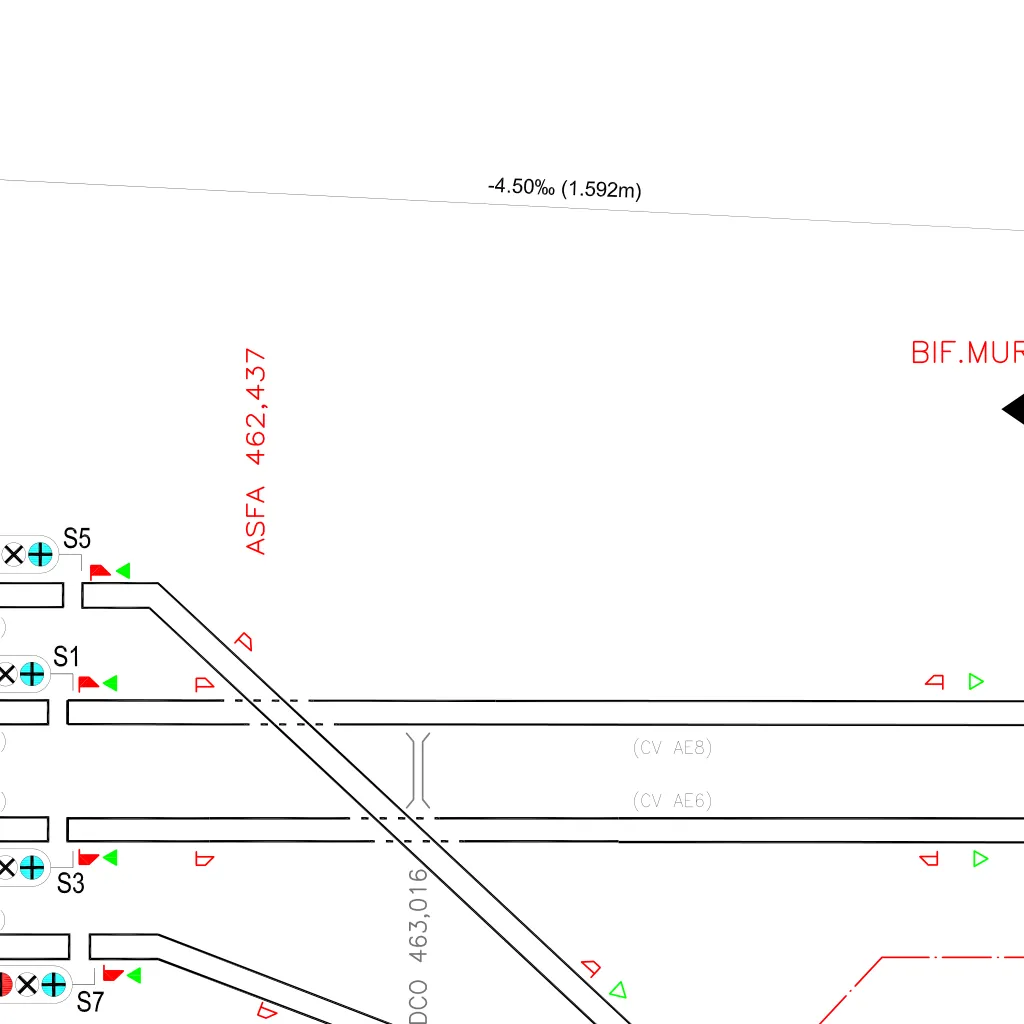 -4.50‰ (1.592m)
BIF.MUR
ASFA 462,437
S5
S1
(CV AE8)
(CV AE6)
S3
DCO 463,016
S7